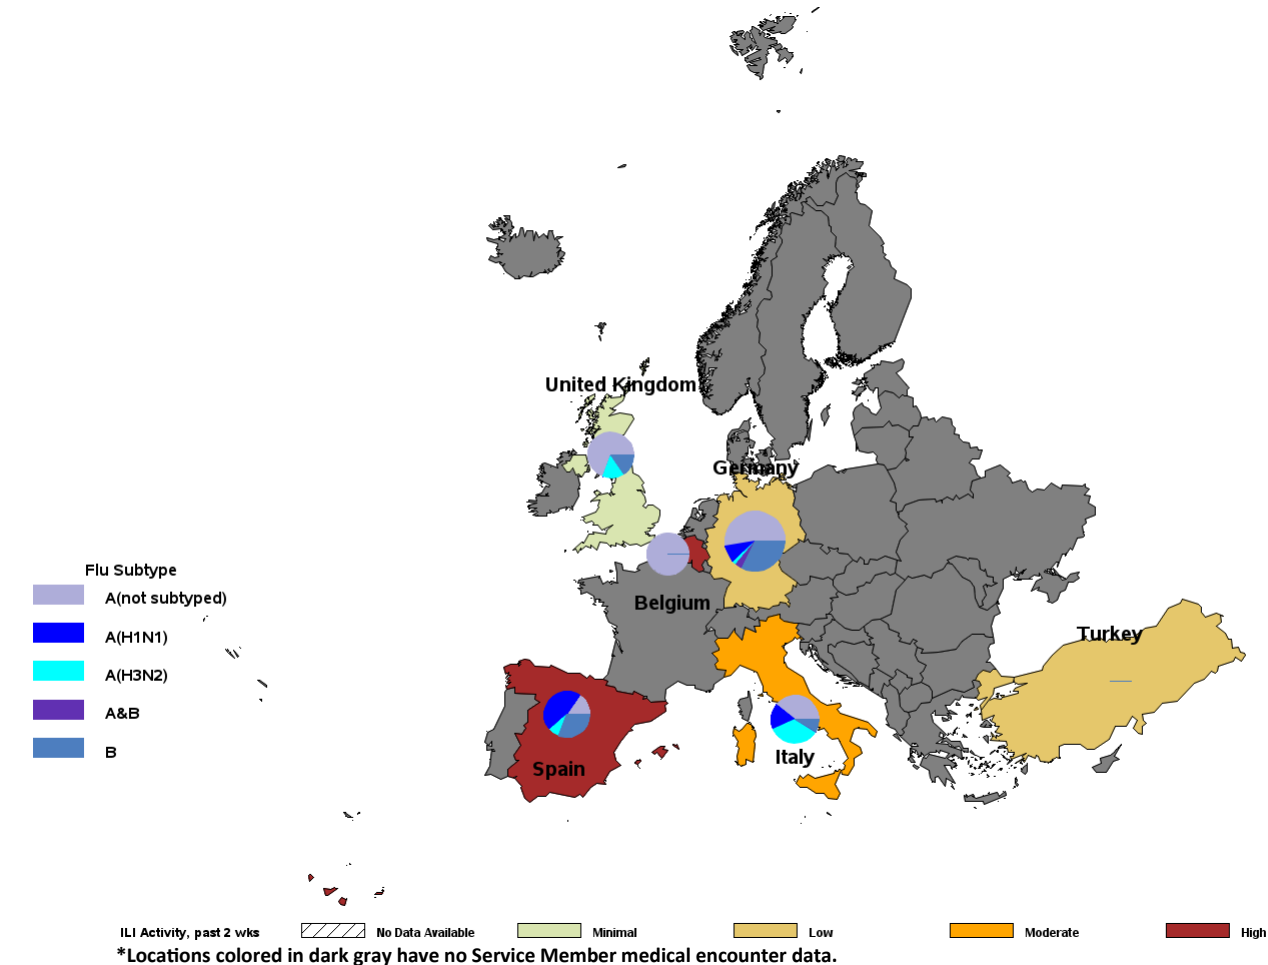 United Kingdom
Germany
Belgium
Turkey
Spain
Italy
Flu Subtype
A(not subtyped)
A(H1N1)
A(H3N2)
A&B
B
ILI Activity, past 2 wks No Data Available Minimal Low Moderate High
*Locations colored in dark gray have no Service Member medical encounter data.